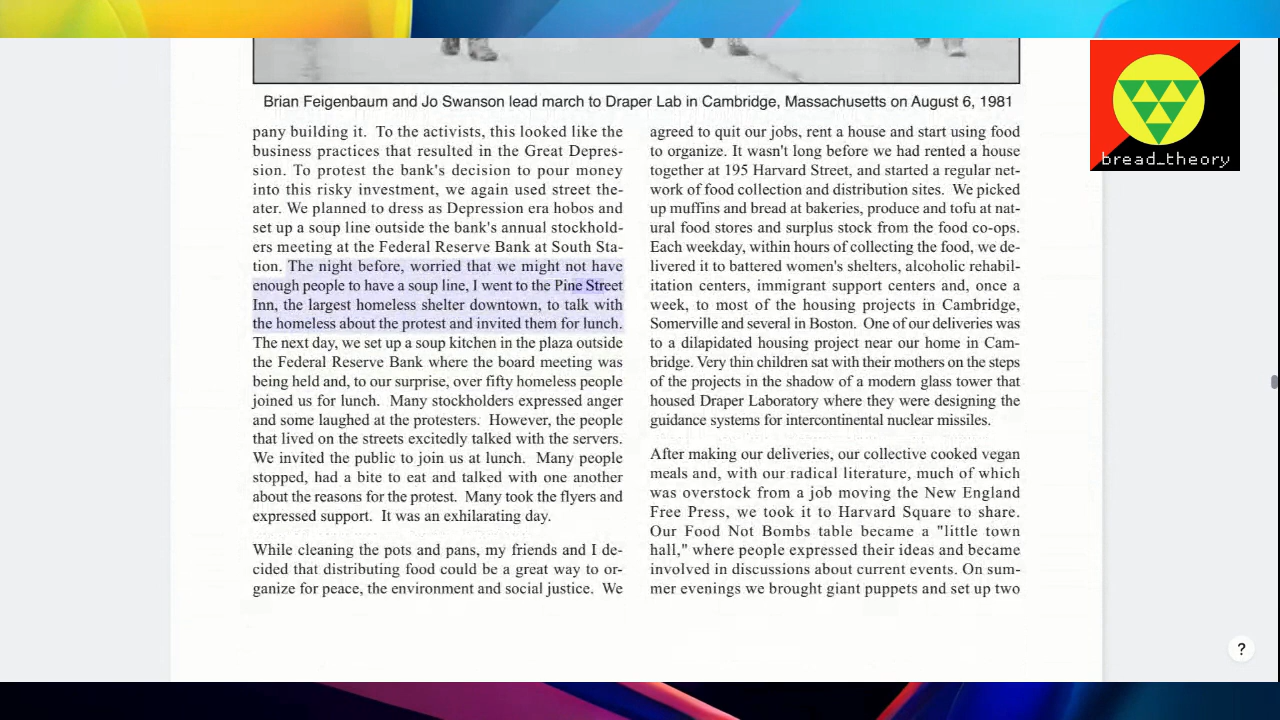 bread_theory
Brian Feigenbaum and Jo Swanson lead march to Draper Lab in Cambridge, Massachusetts on August 6, 1981
pany building it. To the activists, this looked like the
business practices that resulted in the Great Depres-
sion. To protest the bank's decision to pour money
into this risky investment, we again used street the-
ater. We planned to dress as Depression era hobos and
set up a soup line outside the bank's annual stockhold-
ers meeting at the Federal Reserve Bank at South Sta-
tion. The night before, worried that we might not have
enough people to have a soup line, I went to the Pine Street
Inn, the largest homeless shelter downtown, to talk with
the homeless about the protest and invited them for lunch.
The next day, we set up a soup kitchen in the plaza outside
the Federal Reserve Bank where the board meeting was
being held and, to our surprise, over fifty homeless people
joined us for lunch. Many stockholders expressed anger
and some laughed at the protesters. However, the people
that lived on the streets excitedly talked with the servers.
We invited the public to join us at lunch. Many people
stopped, had a bite to eat and talked with one another
about the reasons for the protest. Many took the flyers and
expressed support. It was an exhilarating day.
While cleaning the pots and pans, my friends and I de-
cided that distributing food could be a great way to or-
ganize for peace, the environment and social justice. We
agreed to quit our jobs, rent a house and start using food
to organize. It wasn't long before we had rented a house
together at 195 Harvard Street, and started a regular net-
work of food collection and distribution sites. We picked
up muffins and bread at bakeries, produce and tofu at nat-
ural food stores and surplus stock from the food co-ops.
Each weekday, within hours of collecting the food, we de-
livered it to battered women's shelters, alcoholic rehabil-
itation centers, immigrant support centers and, once a
week, to most of the housing projects in Cambridge,
Somerville and several in Boston. One of our deliveries was
to a dilapidated housing project near our home in Cam-
bridge. Very thin children sat with their mothers on the steps
of the projects in the shadow of a modern glass tower that
housed Draper Laboratory where they were designing the
guidance systems for intercontinental nuclear missiles.
After making our deliveries, our collective cooked vegan
meals and, with our radical literature, much of which
was overstock from a job moving the New England
Free Press, we took it to Harvard Square to share.
Our Food Not Bombs table became a "little town
hall," where people expressed their ideas and became
involved in discussions about current events. On sum-
mer evenings we brought giant puppets and set up two
?